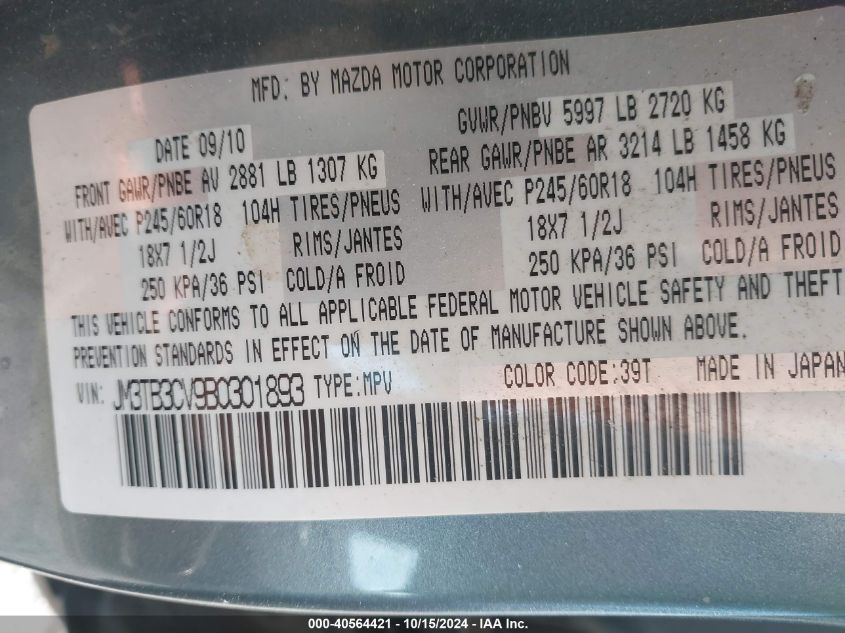 MFD. BY MAZDA MOTOR CORPORATION
DATE 09/10
GVWR/PNBV 5997 LB 2720 KG
FRONT GAWR/PNBE AV 2881 LB 1307 KG
REAR GAWR/PNBE AR 3214 LB 1458 KG
WITH/AVEC P245/60R18 104H TIRES/PNEUS
WITH/AVEC P245/60R18 104H TIRES/PNEUS
18X7 1/2J RIMS/JANTES
18X7 1/2J RIMS/JANTES
250 KPA/36 PSI COLD/A FROID
250 KPA/36 PSI COLD/A FROID
THIS VEHICLE CONFORMS TO ALL APPLICABLE FEDERAL MOTOR VEHICLE SAFETY AND THEFT
PREVENTION STANDARDS IN EFFECT ON THE DATE OF MANUFACTURE SHOWN ABOVE.
VIN: JM3TB3CV9B0301893 TYPE:MPV COLOR CODE:39T MADE IN JAPAN
000-40564421 - 10/15/2024 - IAA Inc.